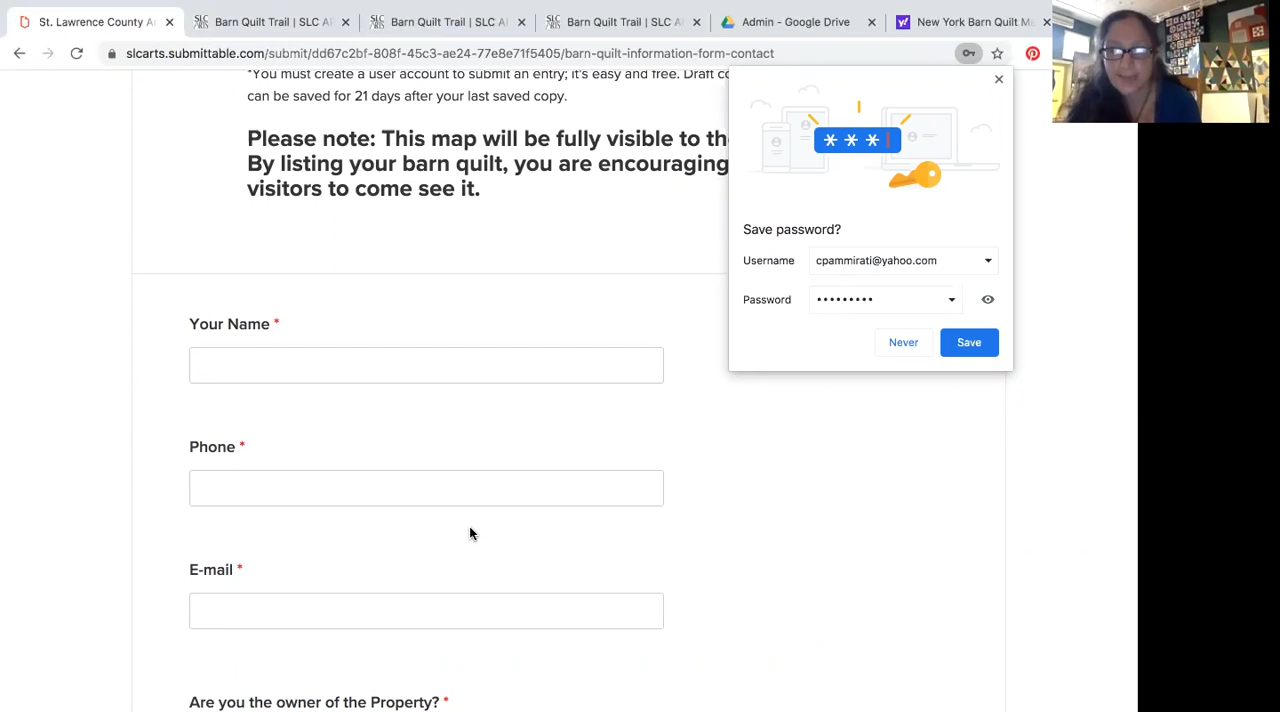 St. Lawrence County Ar
Barn Quilt Trail | SLC A
Barn Quilt Trail | SLC A
Barn Quilt Trail | SLC A
Admin - Google Drive
New York Barn Quilt M
slcarts.submittable.com/submit/dd67c2bf-808f-45c3-ae24-77e8e71f5405/barn-quilt-information-form-contact
*You must create a user account to submit an entry; it's easy and free. Draft co
can be saved for 21 days after your last saved copy.
Please note: This map will be fully visible to th
By listing your barn quilt, you are encouraging
visitors to come see it.
Save password?
Username
cpammirati@yahoo.com
Password
•••••••••
Never
Save
Your Name *
Phone *
E-mail *
Are you the owner of the Property? *